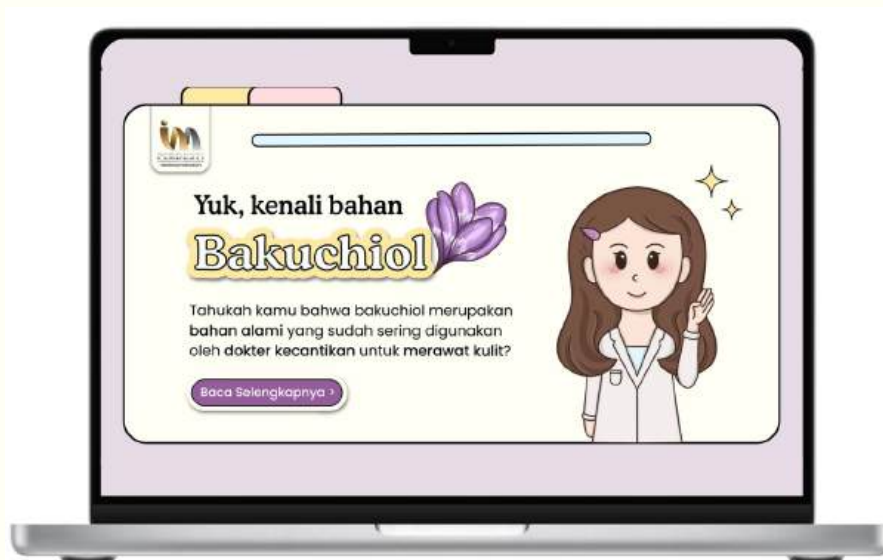 im
Yuk, kenali bahan
Bakuchiol
Tahukah kamu bahwa bakuchiol merupakan
bahan alami yang sudah sering digunakan
oleh dokter kecantikan untuk merawat kulit?
Baca Selengkapnya >